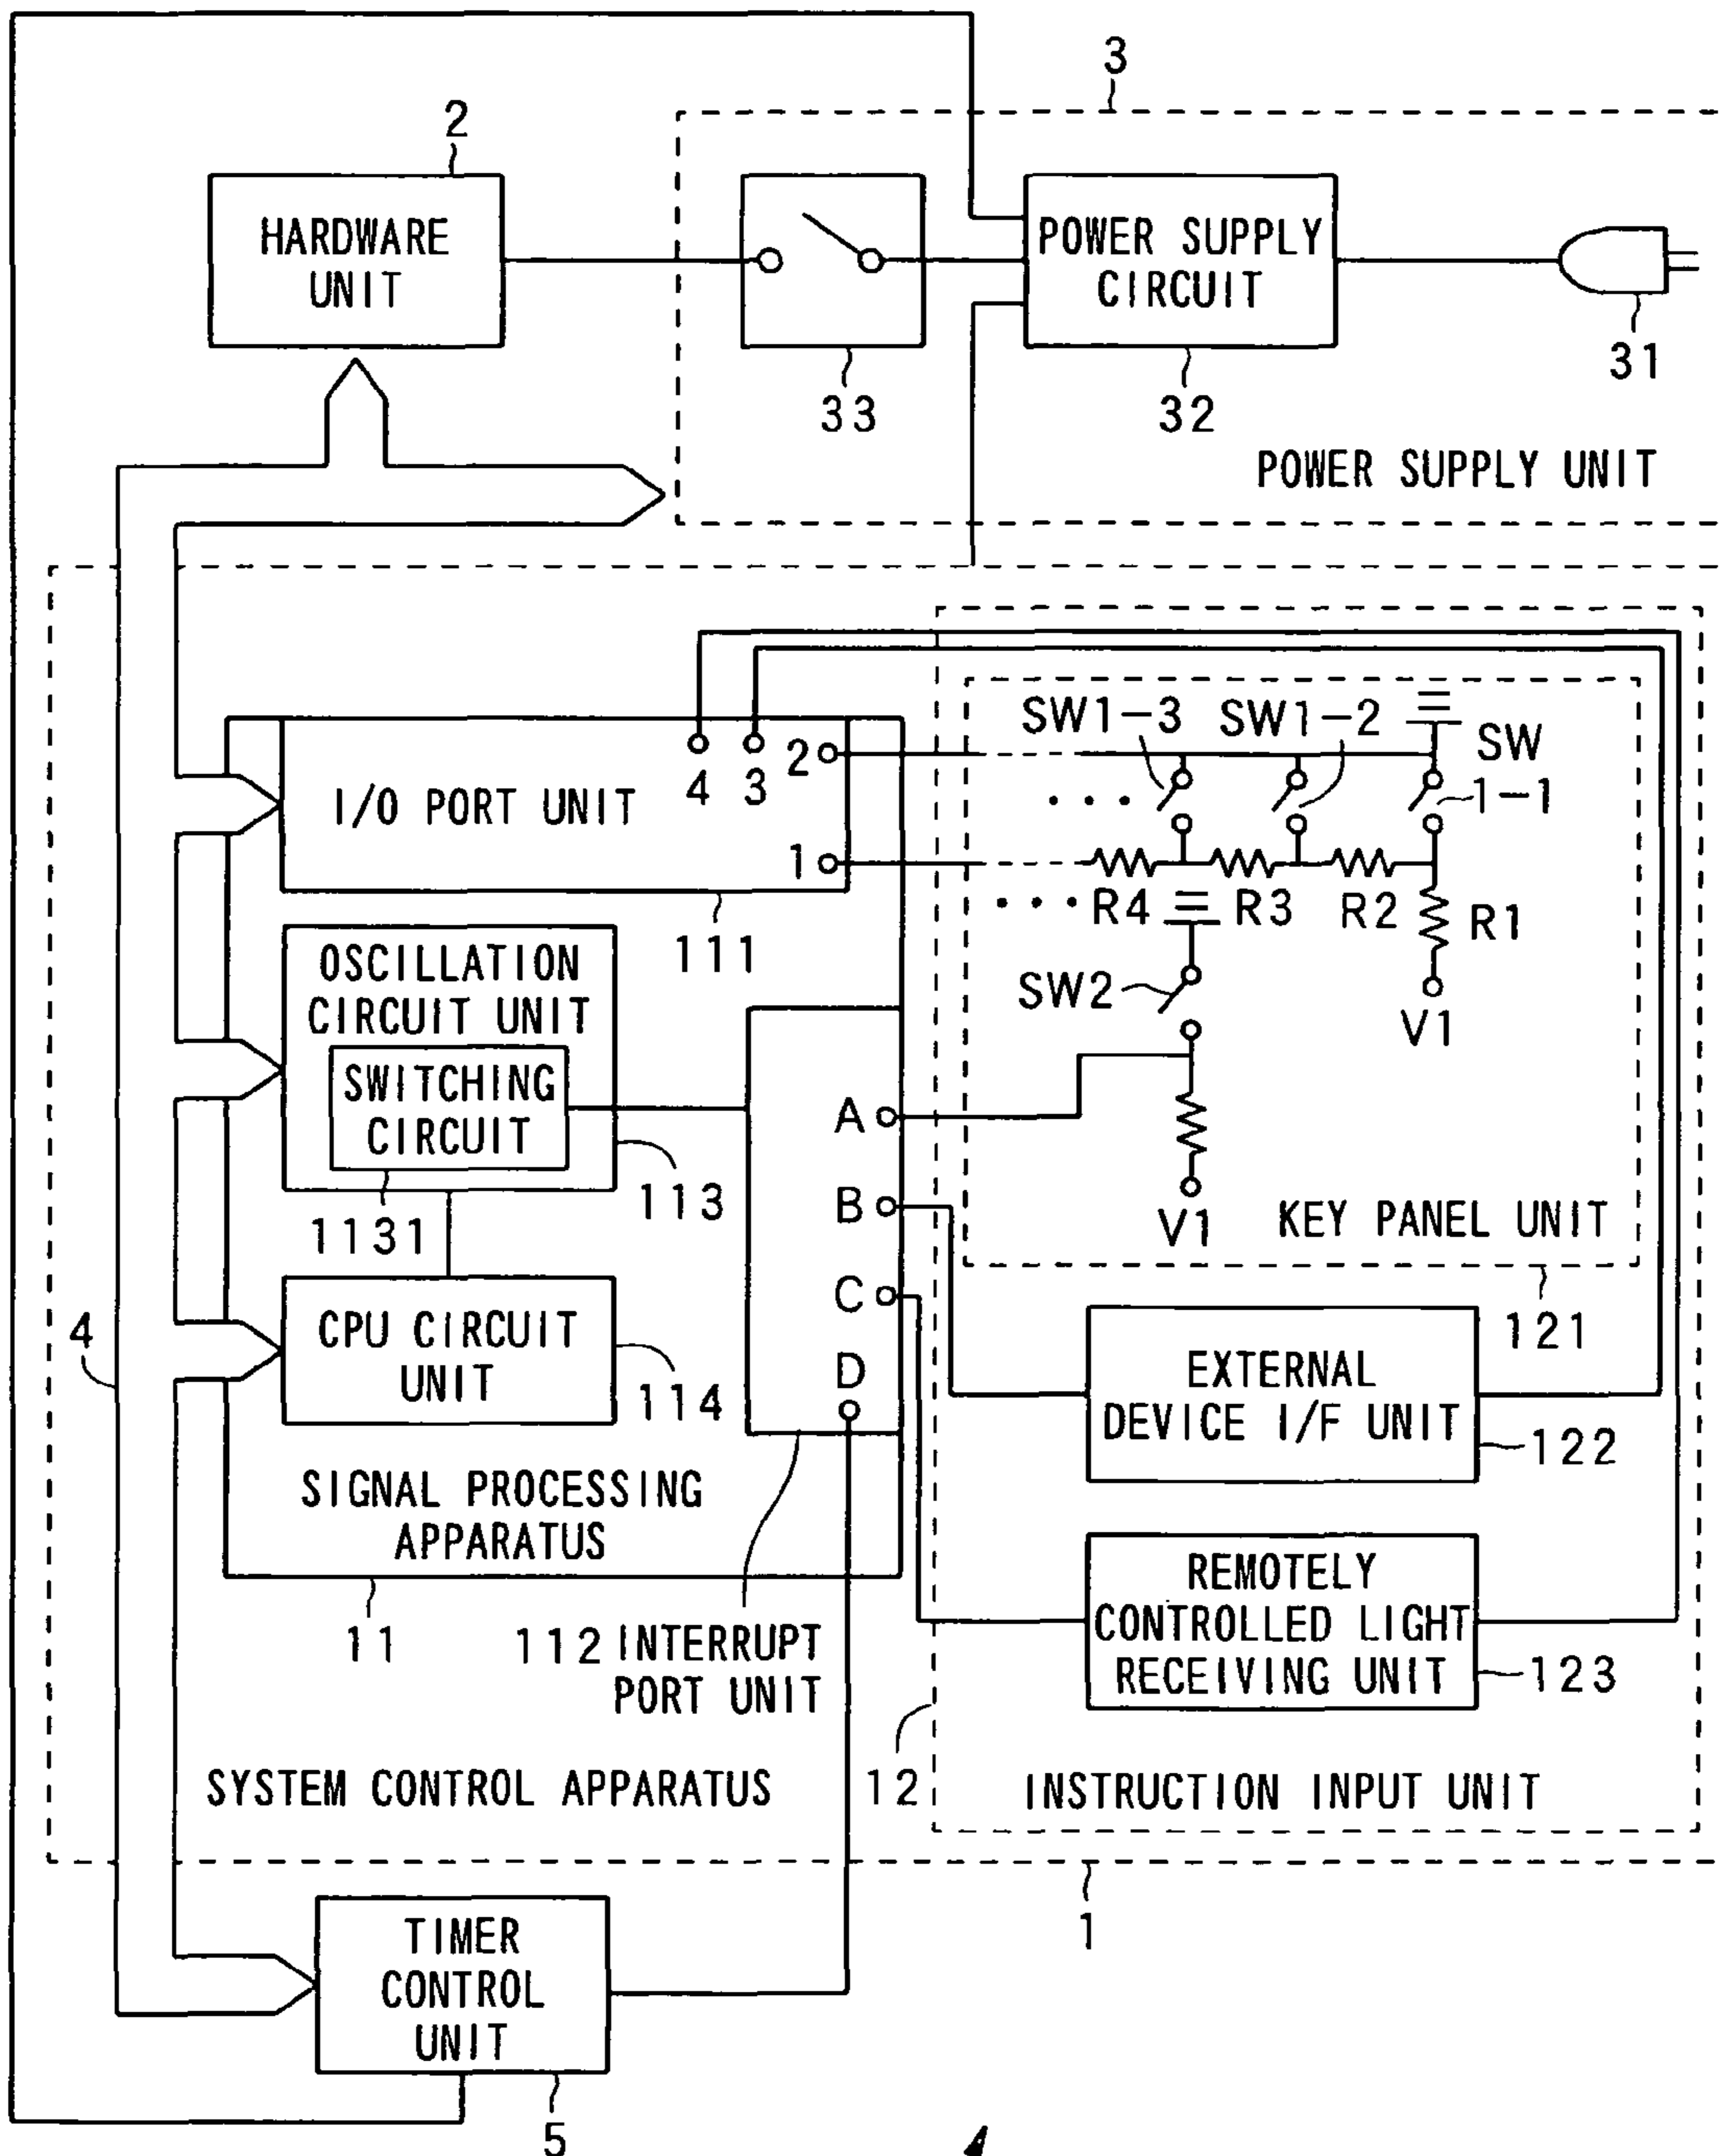 3
2
HARDWARE
UNIT
POWER SUPPLY
CIRCUIT
31
33
32
POWER SUPPLY UNIT
SW1-3
SW1-2
SW
1-1
4
3
2
I/O PORT UNIT
1
R4
R3
R2
R1
111
V1
OSCILLATION
CIRCUIT UNIT
SW2
SWITCHING
CIRCUIT
A
113
B
1131
V1
KEY PANEL UNIT
C
121
4
CPU CIRCUIT
UNIT
114
D
EXTERNAL
DEVICE I/F UNIT
122
SIGNAL PROCESSING
APPARATUS
REMOTELY
CONTROLLED LIGHT
RECEIVING UNIT
123
11
112 INTERRUPT
PORT UNIT
SYSTEM CONTROL APPARATUS
12
INSTRUCTION INPUT UNIT
1
TIMER
CONTROL
UNIT
5